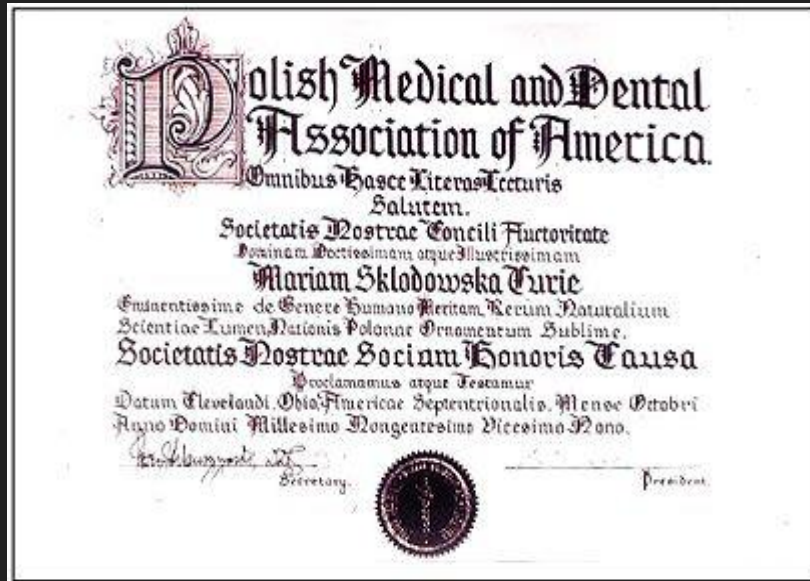 Polish Medical and Dental
Association of America.
Omnibus Hasce Literas Lecturis
Salutem.
Societatis Nostrae Concili Auctoritate
Dominam Doctissimam atque Illustrissimam
Mariam Sklodowska Curie
Eminentissime de Genere Humano Meritam, Rerum Naturalium
Scientiae Lumen, Nationis Polonae Ornamentum Sublime,
Societatis Nostrae Socium Honoris Causa
Proclamamus atque Testamur
Datum Clevelandi, Ohio, Americae Septentrionalis, Mense Octobri
Anno Domini Millesimo Nongentesimo Vicesimo Nono.
Secretary.
President.